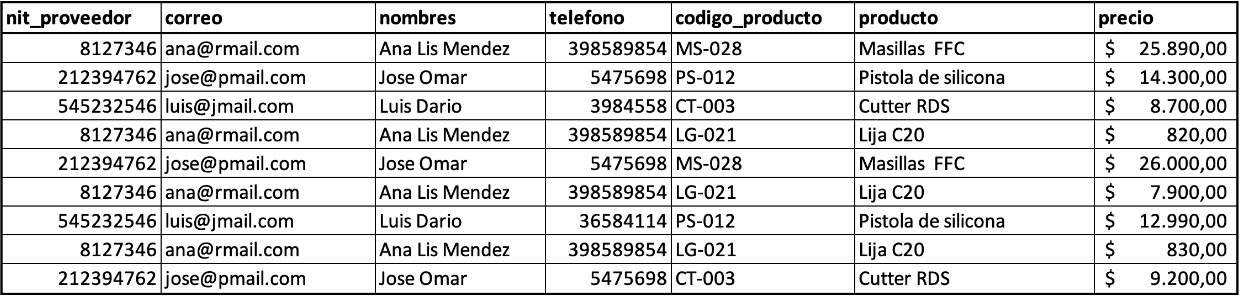 nit_proveedor correo nombres telefono codigo_producto producto precio
8127346 ana@rmail.com Ana Lis Mendez 398589854 MS-028 Masillas FFC $ 25.890,00
212394762 jose@pmail.com Jose Omar 5475698 PS-012 Pistola de silicona $ 14.300,00
545232546 luis@jmail.com Luis Dario 3984558 CT-003 Cutter RDS $ 8.700,00
8127346 ana@rmail.com Ana Lis Mendez 398589854 LG-021 Lija C20 $ 820,00
212394762 jose@pmail.com Jose Omar 5475698 MS-028 Masillas FFC $ 26.000,00
8127346 ana@rmail.com Ana Lis Mendez 398589854 LG-021 Lija C20 $ 7.900,00
545232546 luis@jmail.com Luis Dario 36584114 PS-012 Pistola de silicona $ 12.990,00
8127346 ana@rmail.com Ana Lis Mendez 398589854 LG-021 Lija C20 $ 830,00
212394762 jose@pmail.com Jose Omar 5475698 CT-003 Cutter RDS $ 9.200,00